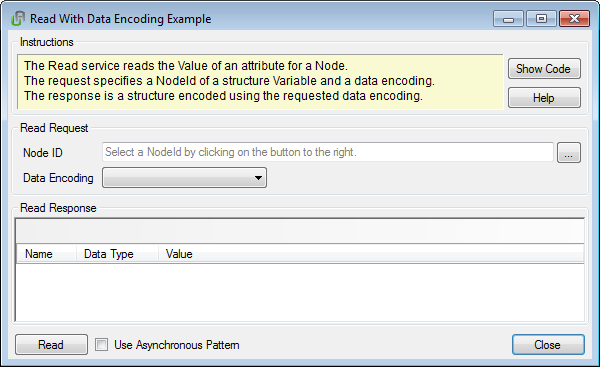 Read With Data Encoding Example
Instructions
The Read service reads the Value of an attribute for a Node.
The request specifies a NodeId of a structure Variable and a data encoding.
The response is a structure encoded using the requested data encoding.
Show Code
Help
Read Request
Node ID
Select a NodeId by clicking on the button to the right.
...
Data Encoding
Read Response
Name Data Type Value
Read
Use Asynchronous Pattern
Close